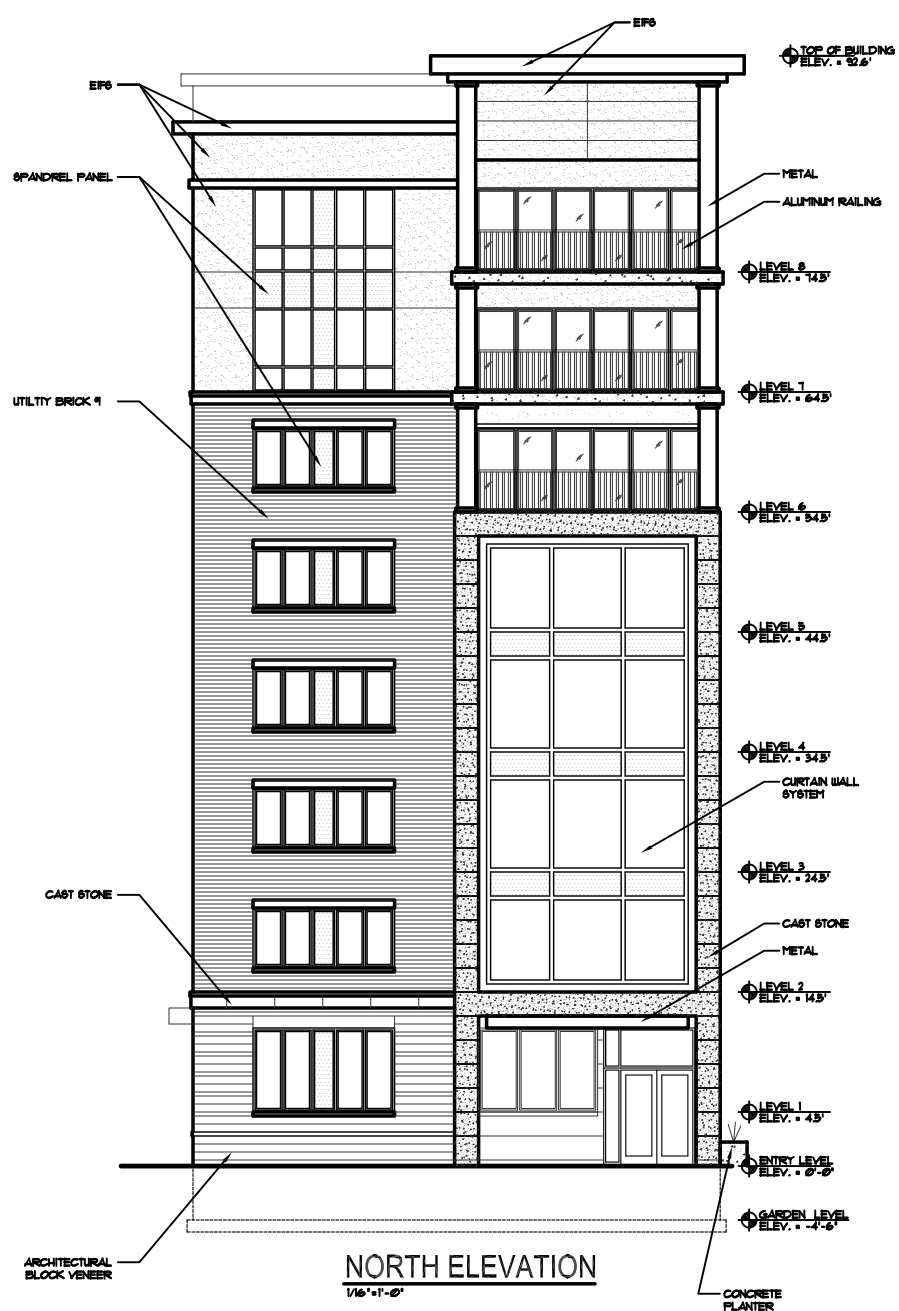 EIFS
TOP OF BUILDING
ELEV. = 92.6'
EIFS
SPANDREL PANEL
METAL
ALUMINUM RAILING
LEVEL 8
ELEV. = 74.5'
LEVEL 7
ELEV. = 64.5'
UTILTIY BRICK 9
LEVEL 6
ELEV. = 54.5'
LEVEL 5
ELEV. = 44.5'
LEVEL 4
ELEV. = 34.5'
CURTAIN WALL
SYSTEM
LEVEL 3
ELEV. = 24.5'
CAST STONE
CAST STONE
METAL
LEVEL 2
ELEV. = 14.5'
LEVEL 1
ELEV. = 4.5'
ENTRY LEVEL
ELEV. = 0'-0"
GARDEN LEVEL
ELEV. = -4'-6"
ARCHITECTURAL
BLOCK VENEER
NORTH ELEVATION
1/16"=1'-0"
CONCRETE
PLANTER